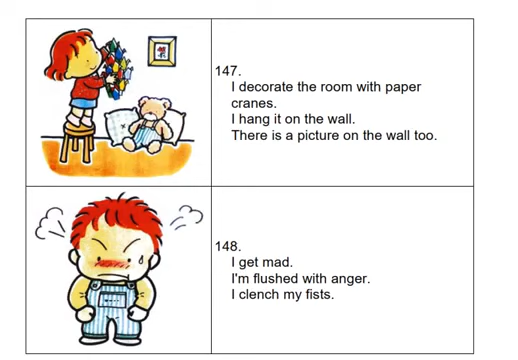 147.
I decorate the room with paper
cranes.
I hang it on the wall.
There is a picture on the wall too.
148.
I get mad.
I'm flushed with anger.
I clench my fists.